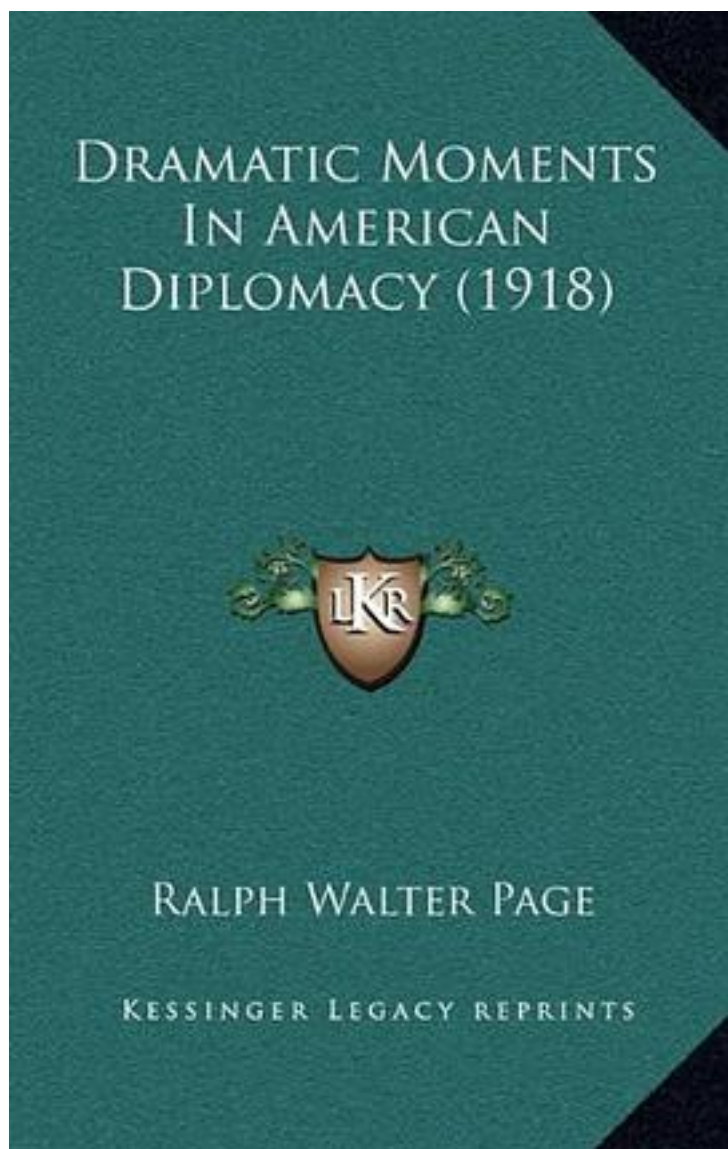 Dramatic Moments
In American
Diplomacy (1918)
LKR
Ralph Walter Page
Kessinger Legacy reprints